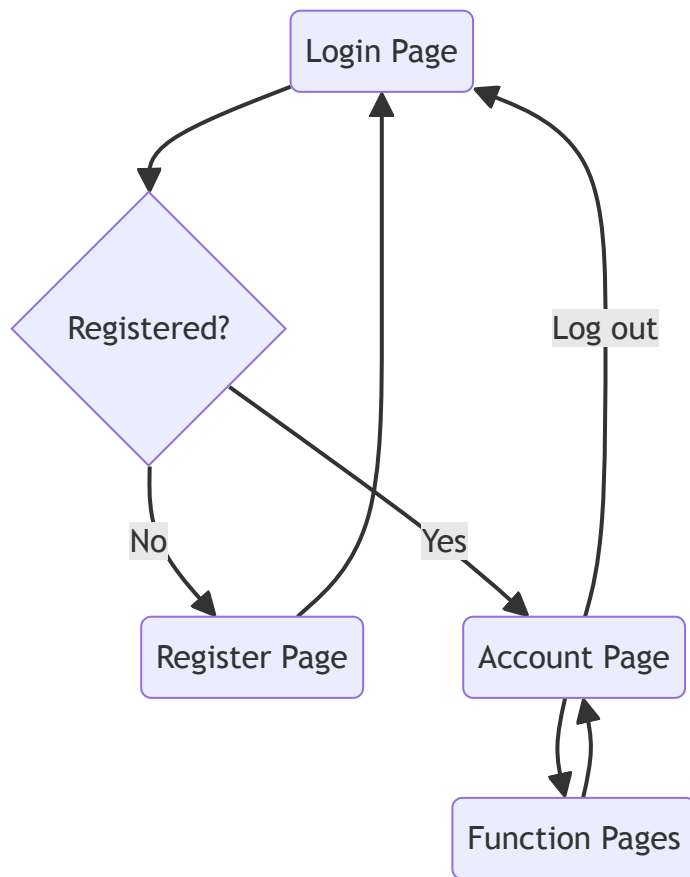 Login Page
Registered?
Log out
No
Yes
Register Page
Account Page
Function Pages